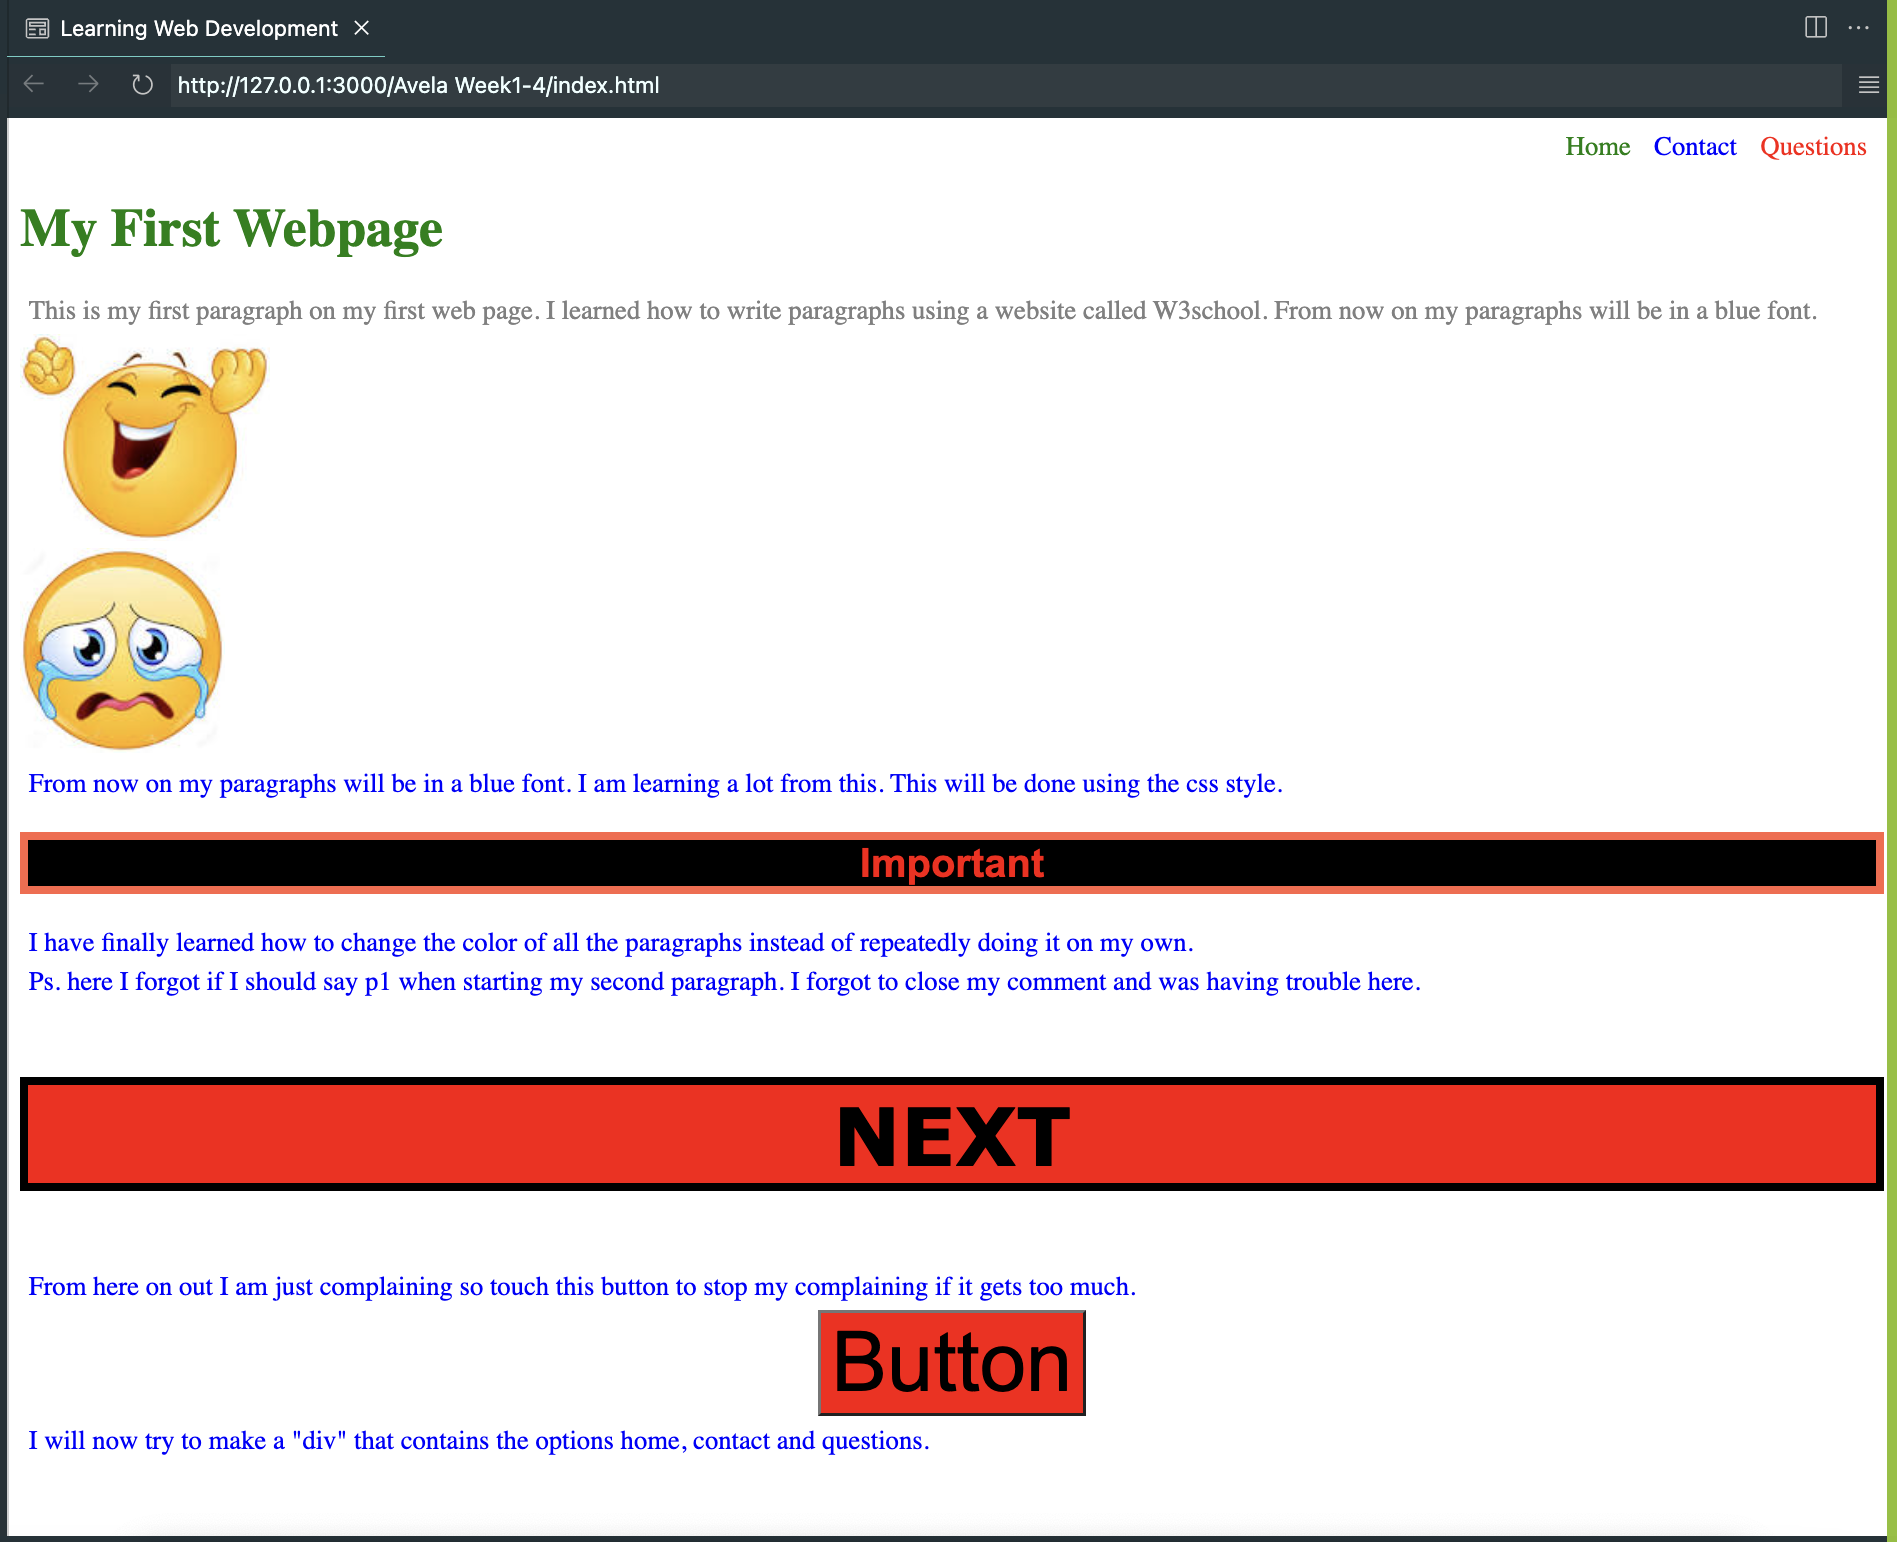 Learning Web Development
http://127.0.0.1:3000/Avela Week1-4/index.html
Home Contact Questions
My First Webpage
This is my first paragraph on my first web page. I learned how to write paragraphs using a website called W3school. From now on my paragraphs will be in a blue font.
From now on my paragraphs will be in a blue font. I am learning a lot from this. This will be done using the css style.
Important
I have finally learned how to change the color of all the paragraphs instead of repeatedly doing it on my own.
Ps. here I forgot if I should say p1 when starting my second paragraph. I forgot to close my comment and was having trouble here.
NEXT
From here on out I am just complaining so touch this button to stop my complaining if it gets too much.
Button
I will now try to make a "div" that contains the options home, contact and questions.